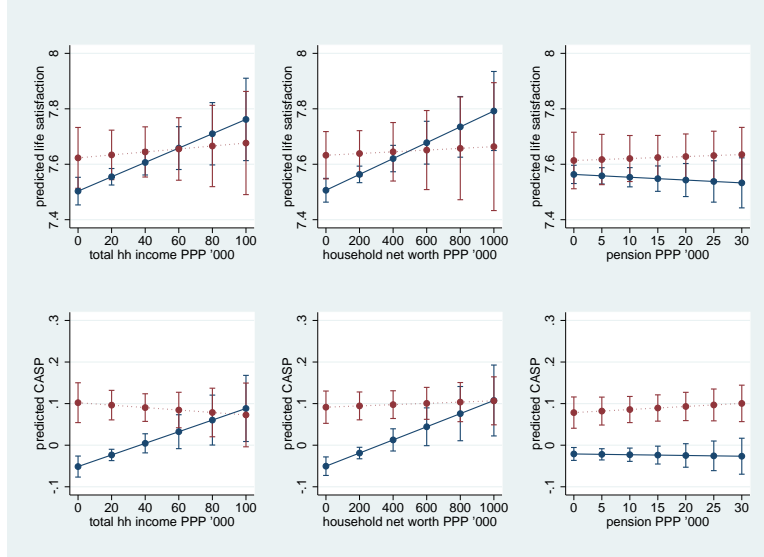 predicted life satisfaction
8
7.8
7.6
7.4
0 20 40 60 80 100
total hh income PPP '000
predicted life satisfaction
8
7.8
7.6
7.4
0 200 400 600 800 1000
household net worth PPP '000
predicted life satisfaction
8
7.8
7.6
7.4
0 5 10 15 20 25 30
pension PPP '000
predicted CASP
.3
.2
.1
0
-.1
0 20 40 60 80 100
total hh income PPP '000
predicted CASP
.3
.2
.1
0
-.1
0 200 400 600 800 1000
household net worth PPP '000
predicted CASP
.3
.2
.1
0
-.1
0 5 10 15 20 25 30
pension PPP '000